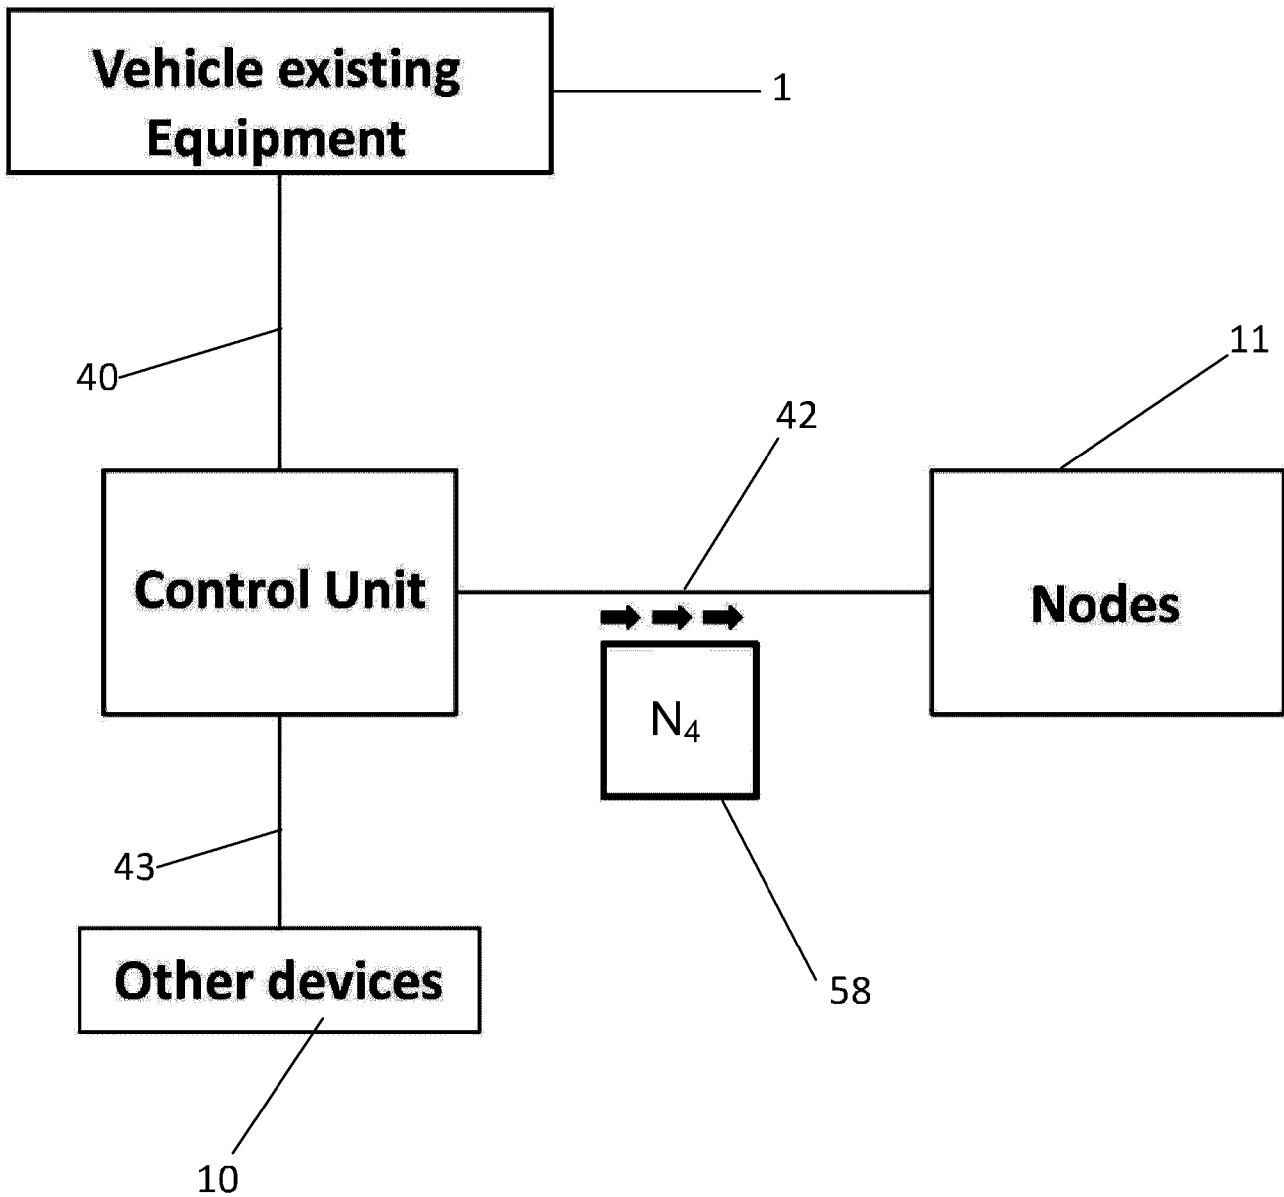 Vehicle existing
Equipment
1
40
11
42
Control Unit
Nodes
N₄
43
58
Other devices
10